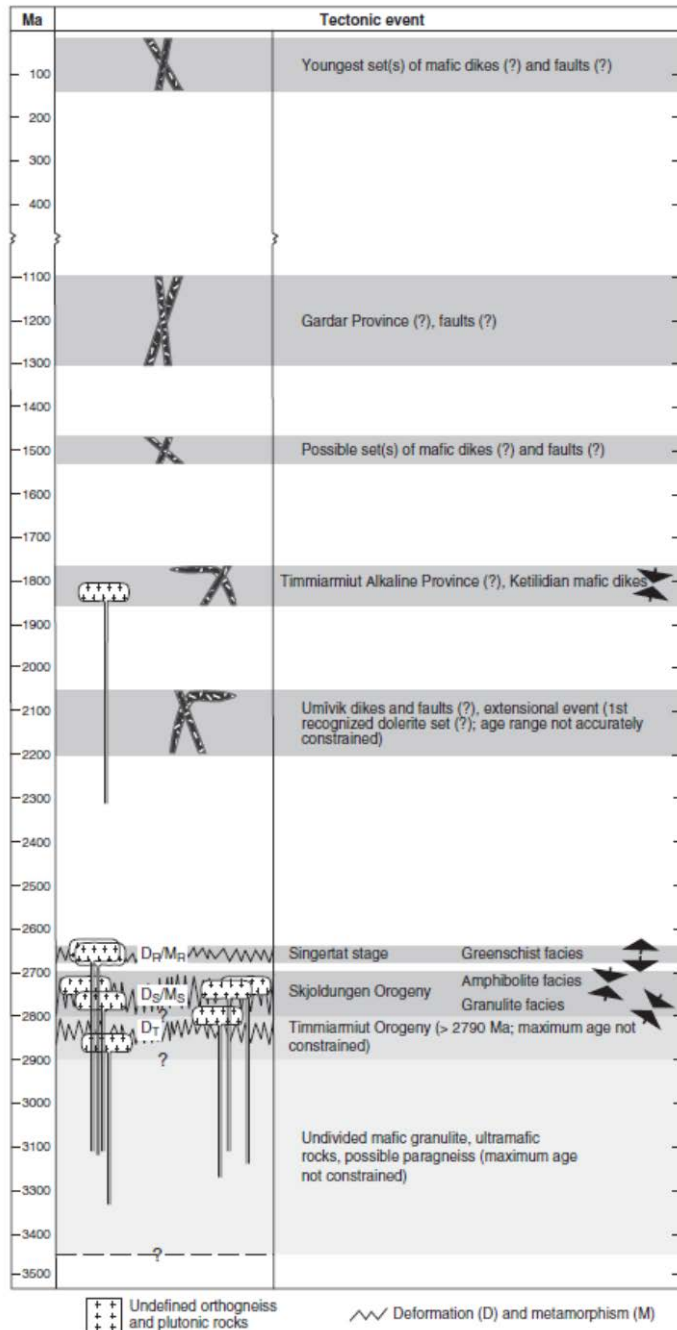 Ma Tectonic event
100
Youngest set(s) of mafic dikes (?) and faults (?)
200
300
400
1100
1200
Gardar Province (?), faults (?)
1300
1400
1500
Possible set(s) of mafic dikes (?) and faults (?)
1600
1700
1800
Timmiarmiut Alkaline Province (?), Ketilidian mafic dikes
1900
2000
2100
Umîvik dikes and faults (?), extensional event (1st
recognized dolerite set (?); age range not accurately
constrained)
2200
2300
2400
2500
2600
DR/MR
Singertat stage Greenschist facies
2700
DS/MS
?
Skjoldungen Orogeny
Amphibolite facies
Granulite facies
2800
DT
Timmiarmiut Orogeny (> 2790 Ma; maximum age not
constrained)
2900
?
3000
3100
Undivided mafic granulite, ultramafic
rocks, possible paragneiss (maximum age
not constrained)
3200
3300
3400
?
3500
Undefined orthogneiss
and plutonic rocks
Deformation (D) and metamorphism (M)